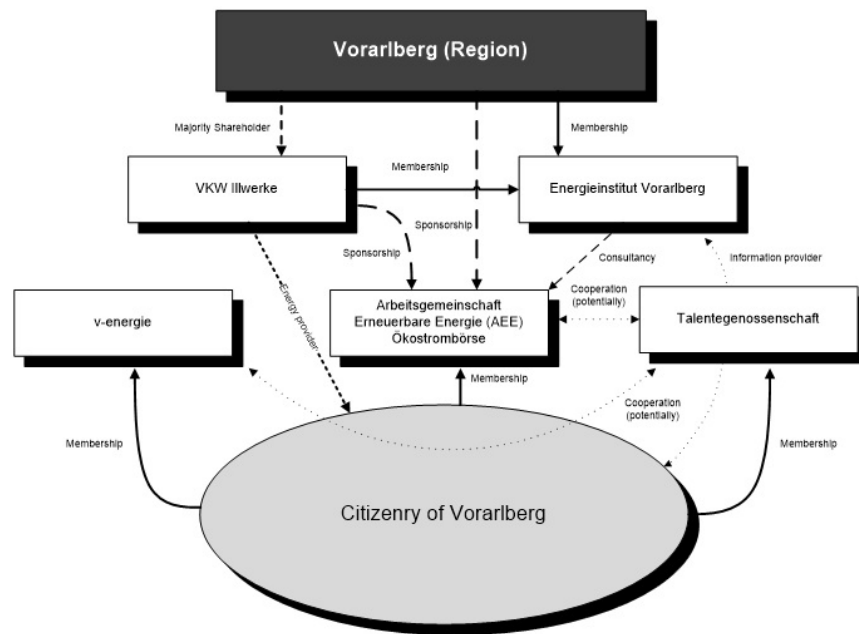 Vorarlberg (Region)
Majority Shareholder
Membership
VKW Illwerke
Membership
Energieinstitut Vorarlberg
Sponsorship
Sponsorship
Consultancy
Information provider
Energy provider
Cooperation
(potentially)
v-energie
Arbeitsgemeinschaft
Erneuerbare Energie (AEE)
Ökostrombörse
Talentegenossenschaft
Membership
Cooperation
(potentially)
Membership
Membership
Citizenry of Vorarlberg